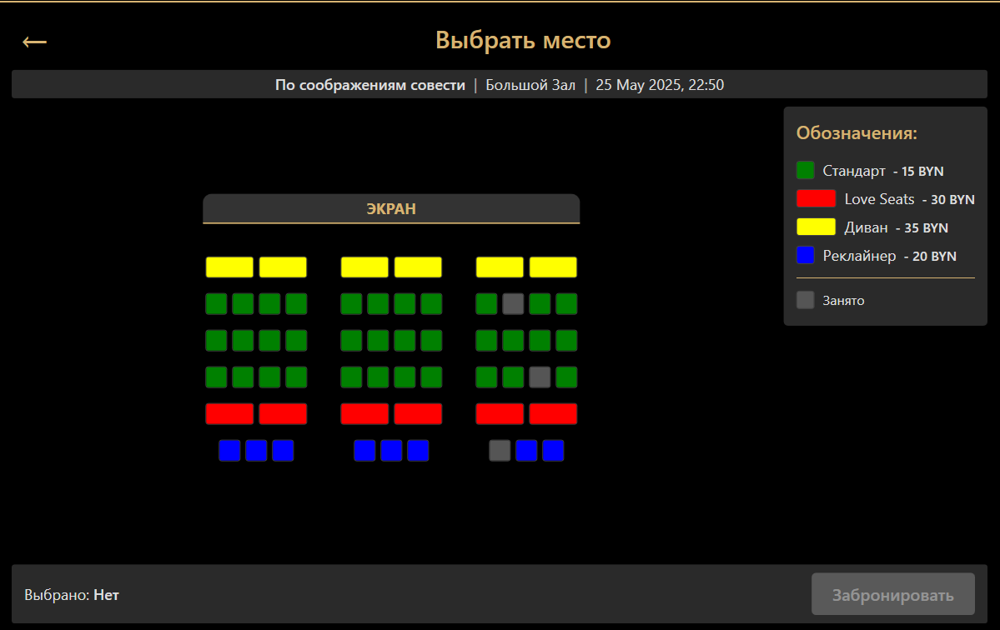 ←
Выбрать место
По соображениям совести | Большой Зал | 25 May 2025, 22:50
Обозначения:
Стандарт - 15 BYN
Love Seats - 30 BYN
Диван - 35 BYN
Реклайнер - 20 BYN
Занято
ЭКРАН
Выбрано: Нет
Забронировать